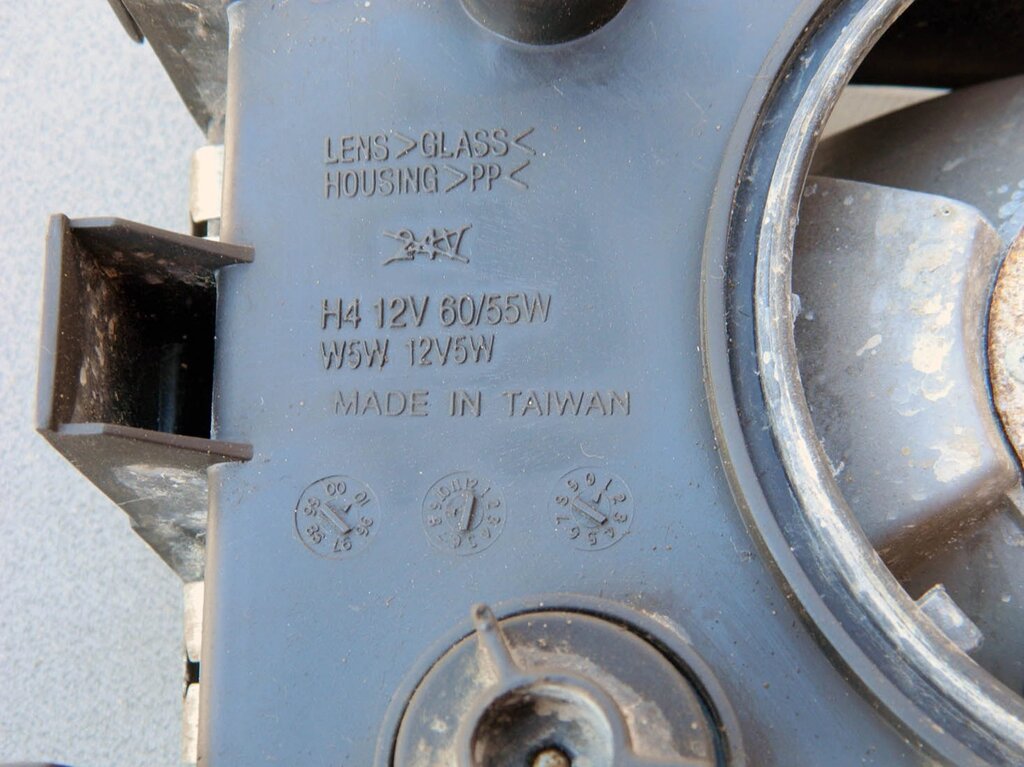 LENS >GLASS<
HOUSING >PP<
H4 12V 60/55W
W5W 12V5W
MADE IN TAIWAN